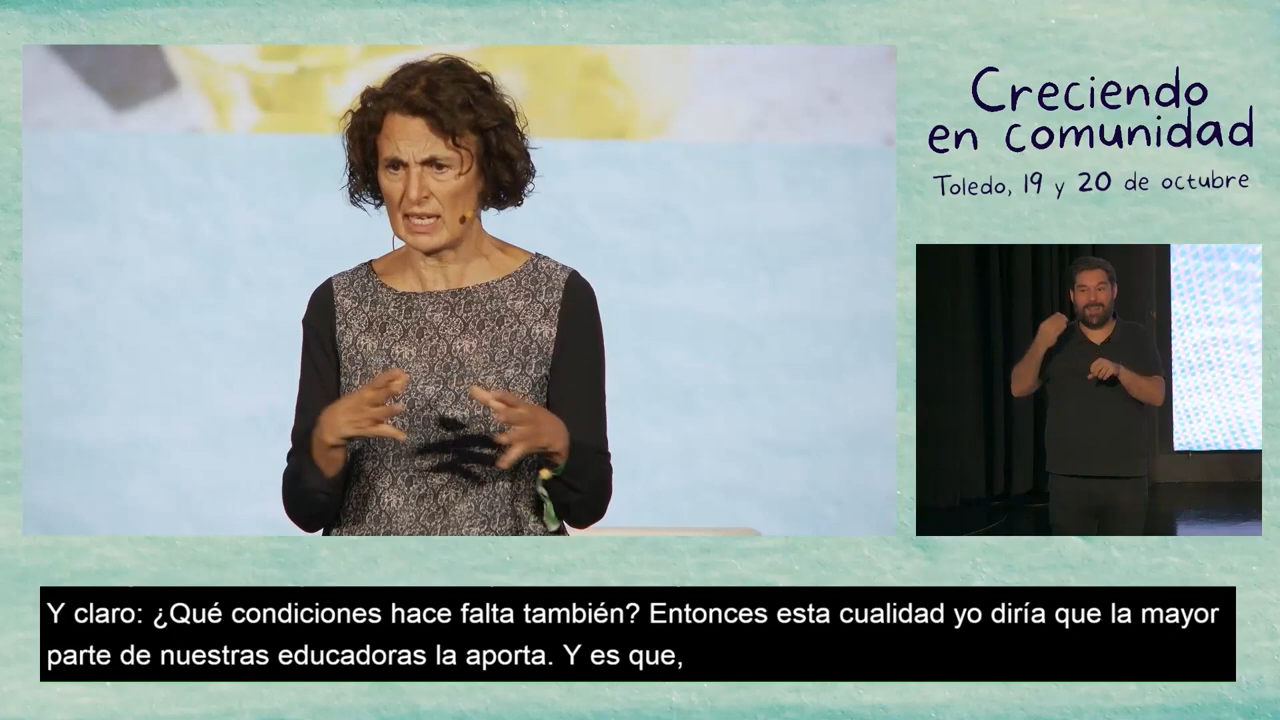 Creciendo
en comunidad
Toledo, 19 y 20 de octubre
Y claro: ¿Qué condiciones hace falta también? Entonces esta cualidad yo diría que la mayor
parte de nuestras educadoras la aporta. Y es que,